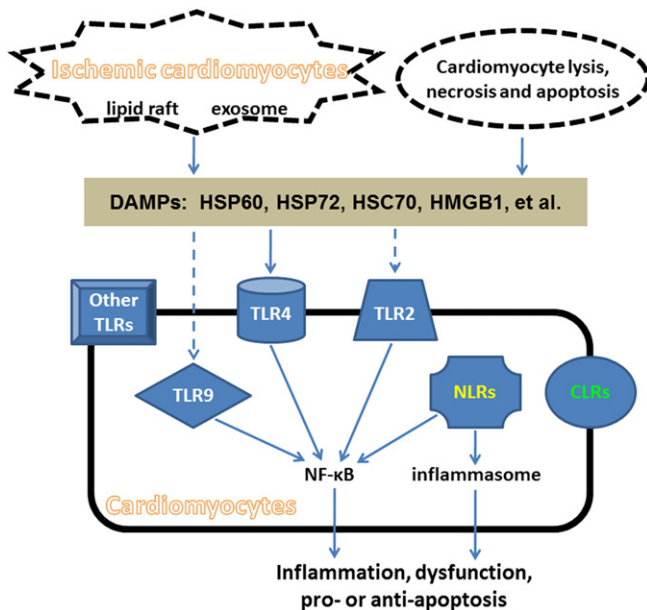 Ischemic cardiomyocytes
lipid raft exosome
Cardiomyocyte lysis,
necrosis and apoptosis
DAMPs: HSP60, HSP72, HSC70, HMGB1, et al.
Other
TLRs
TLR4
TLR2
TLR9
NLRs
CLRs
NF-κB
inflammasome
Cardiomyocytes
Inflammation, dysfunction,
pro- or anti-apoptosis